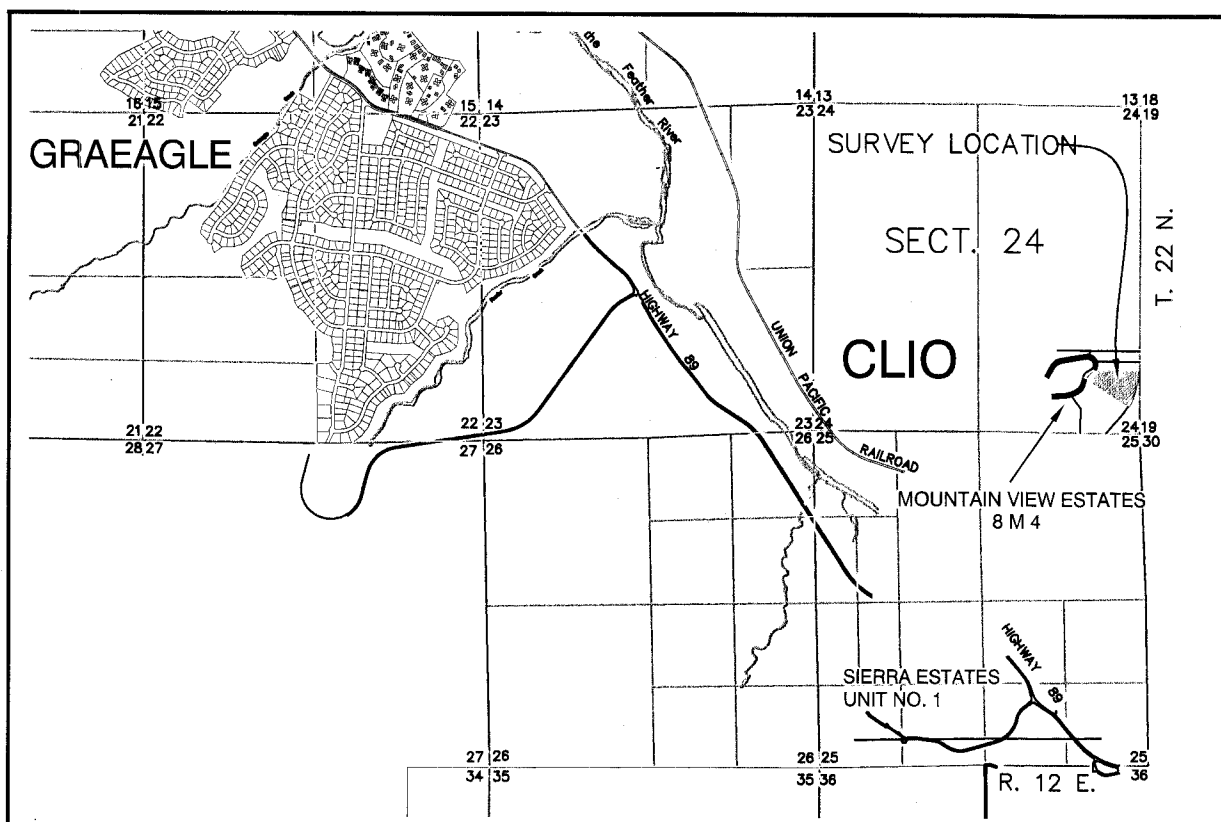 the
Feather
River
16 15
21 22
15 14
22 23
14 13
23 24
13 18
24 19
GRAEAGLE
SURVEY LOCATION
SECT. 24
T. 22 N.
HIGHWAY 89
UNION PACIFIC RAILROAD
CLIO
21 22
28 27
22 23
27 26
23 24
26 25
24 19
25 30
MOUNTAIN VIEW ESTATES
8 M 4
HIGHWAY 89
SIERRA ESTATES
UNIT NO. 1
27 26
34 35
26 25
35 36
25
36
R. 12 E.